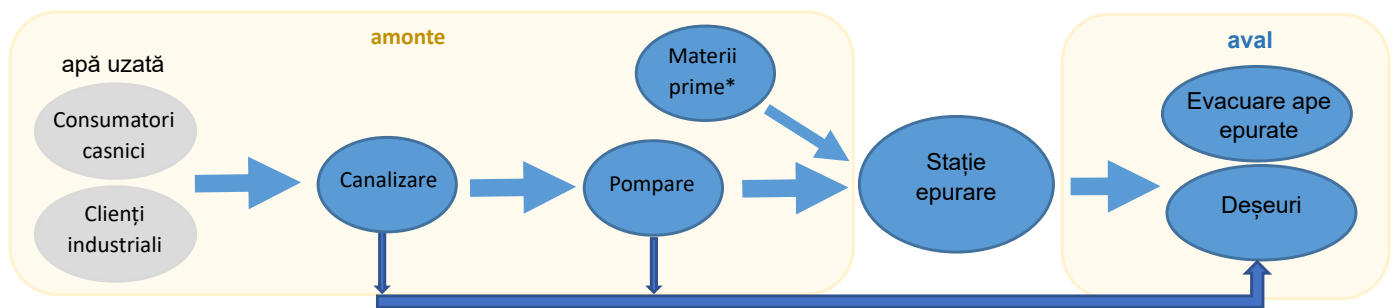 amonte
apă uzată
Consumatori
casnici
Clienți
industriali
Canalizare
Pompare
Materii
prime*
Stație
epurare
aval
Evacuare ape
epurate
Deșeuri